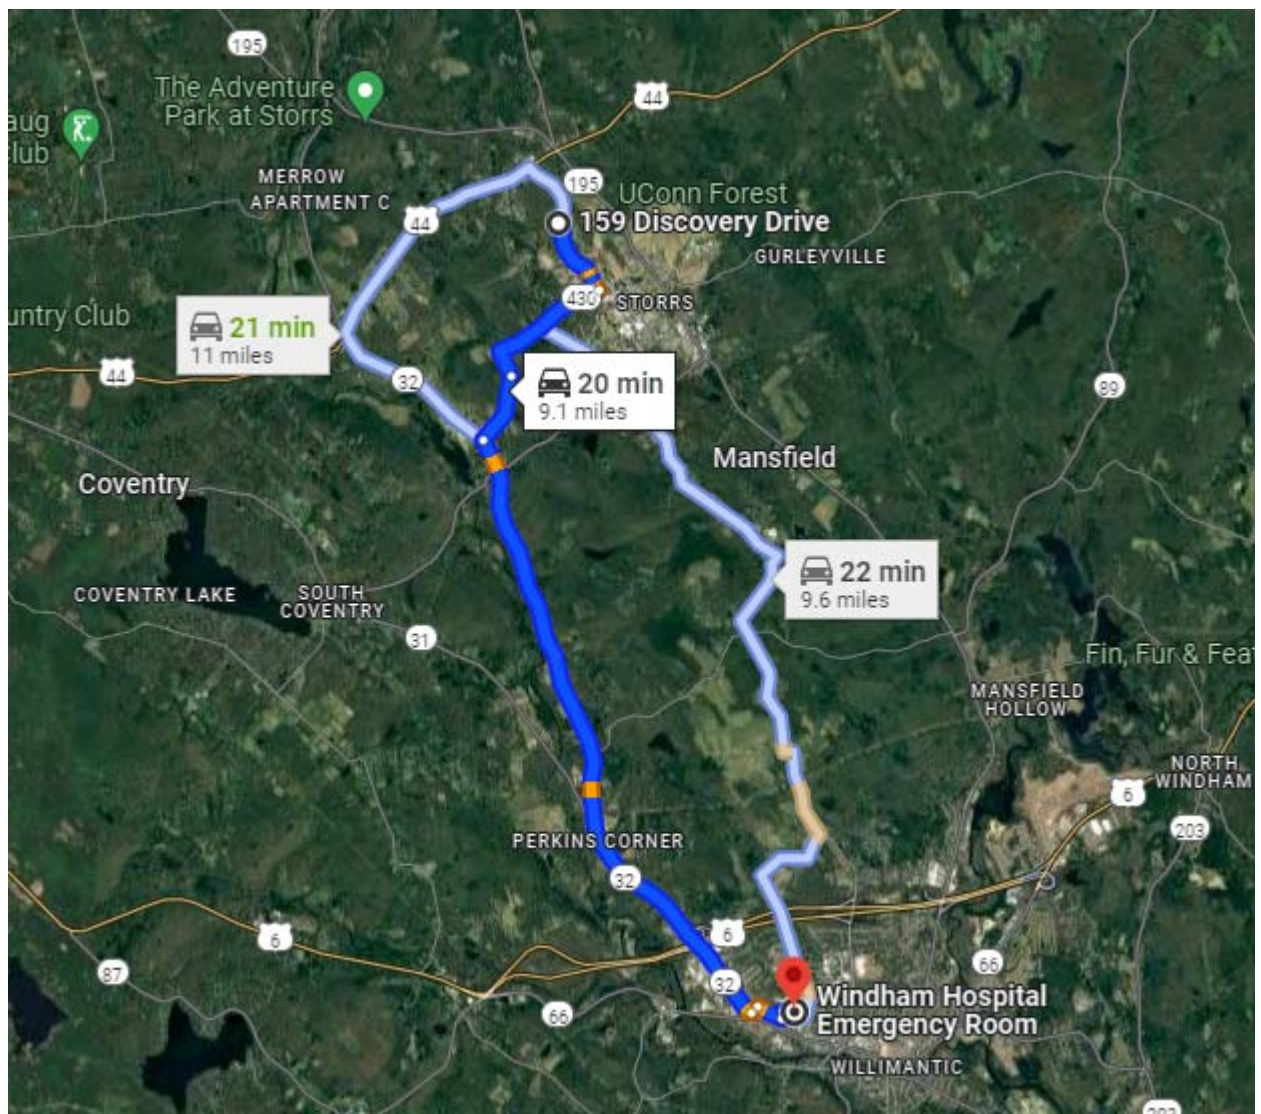 195
The Adventure
Park at Storrs
44
aug
lub
MERROW
APARTMENT C
195
UConn Forest
44
159 Discovery Drive
GURLEYVILLE
430
STORRS
untry Club
21 min
11 miles
44
32
20 min
9.1 miles
89
Mansfield
Coventry
22 min
9.6 miles
COVENTRY LAKE
SOUTH
COVENTRY
31
Fin, Fur & Feat
MANSFIELD
HOLLOW
NORTH
WINDHAM
6
203
PERKINS CORNER
32
6
6
87
66
32
66
Windham Hospital
Emergency Room
WILLIMANTIC
203